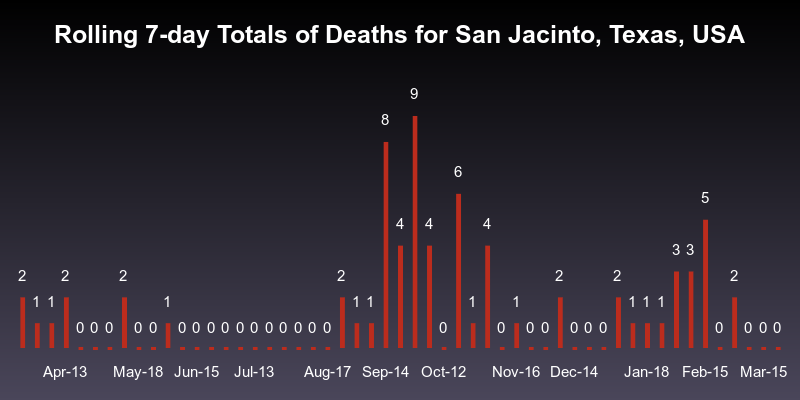 Rolling 7-day Totals of Deaths for San Jacinto, Texas, USA
9
8
6
5
4 4 4
3 3
2 2 2 2 2 2 2
1 1 1 1 1 1 1 1 1 1
0 0 0 0 0 0 0 0 0 0 0 0 0 0 0 0 0 0 0 0 0 0 0 0 0 0 0
Apr-13 May-18 Jun-15 Jul-13 Aug-17 Sep-14 Oct-12 Nov-16 Dec-14 Jan-18 Feb-15 Mar-15